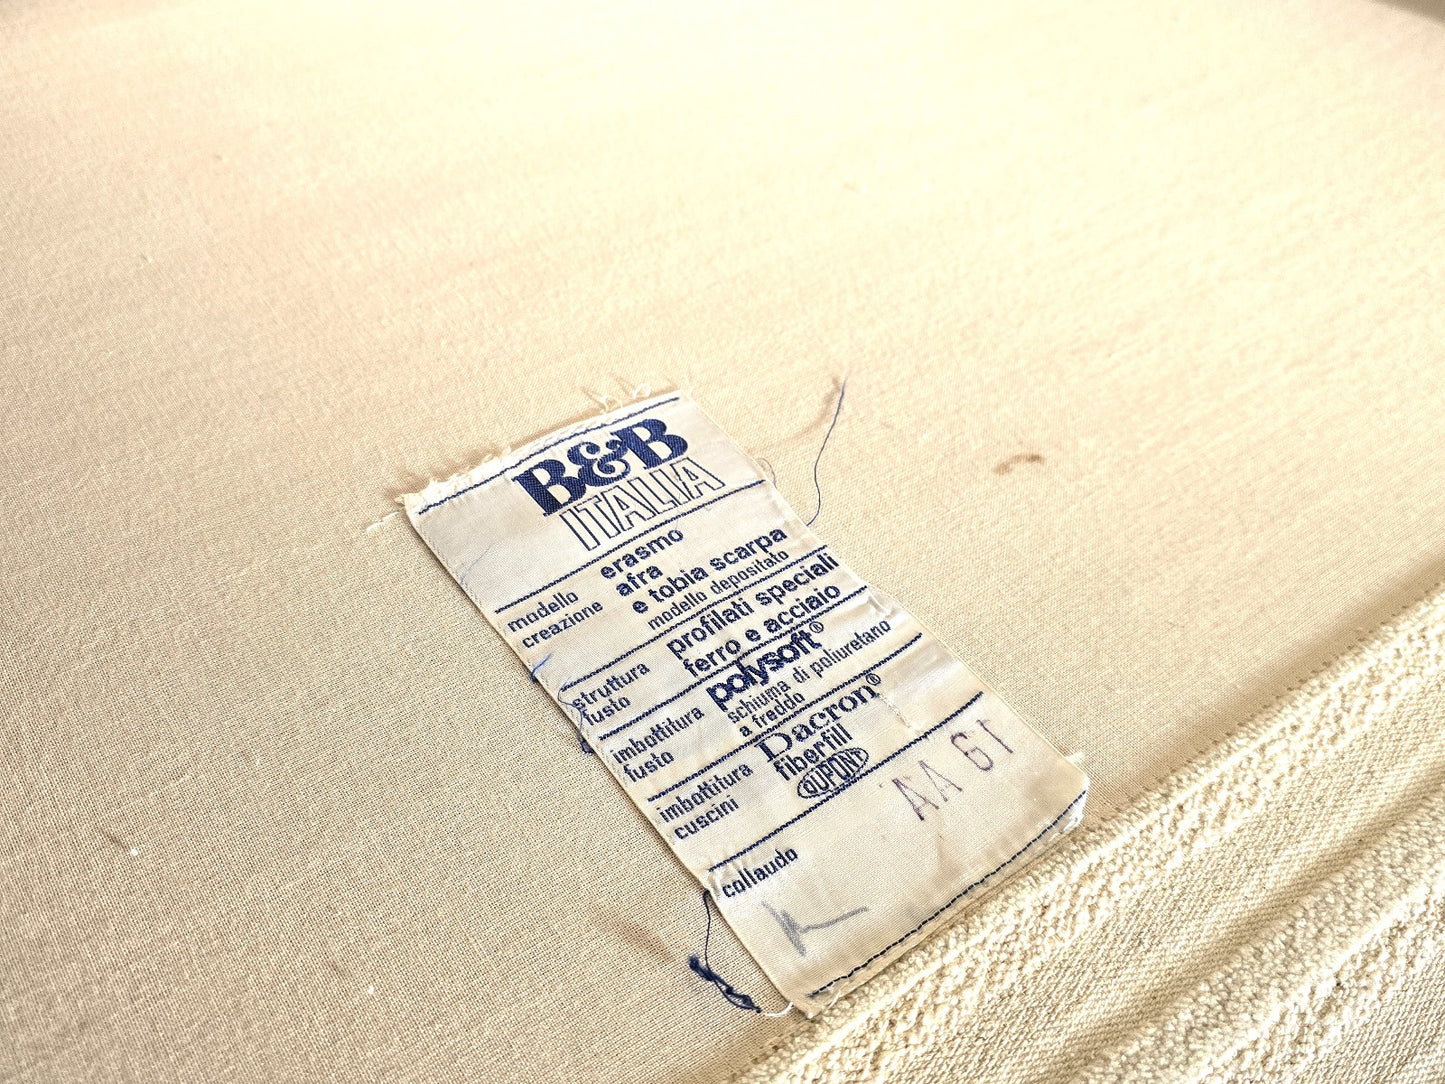 B&B
ITALIA
modello erasmo
creazione afra
e tobia scarpa
modello depositato
struttura profilati speciali
fusto ferro e acciaio
imbottitura polysoft®
fusto schiuma di poliuretano
a freddo
imbottitura Dacron®
cuscini fiberfill
DUPONT
collaudo AA 61